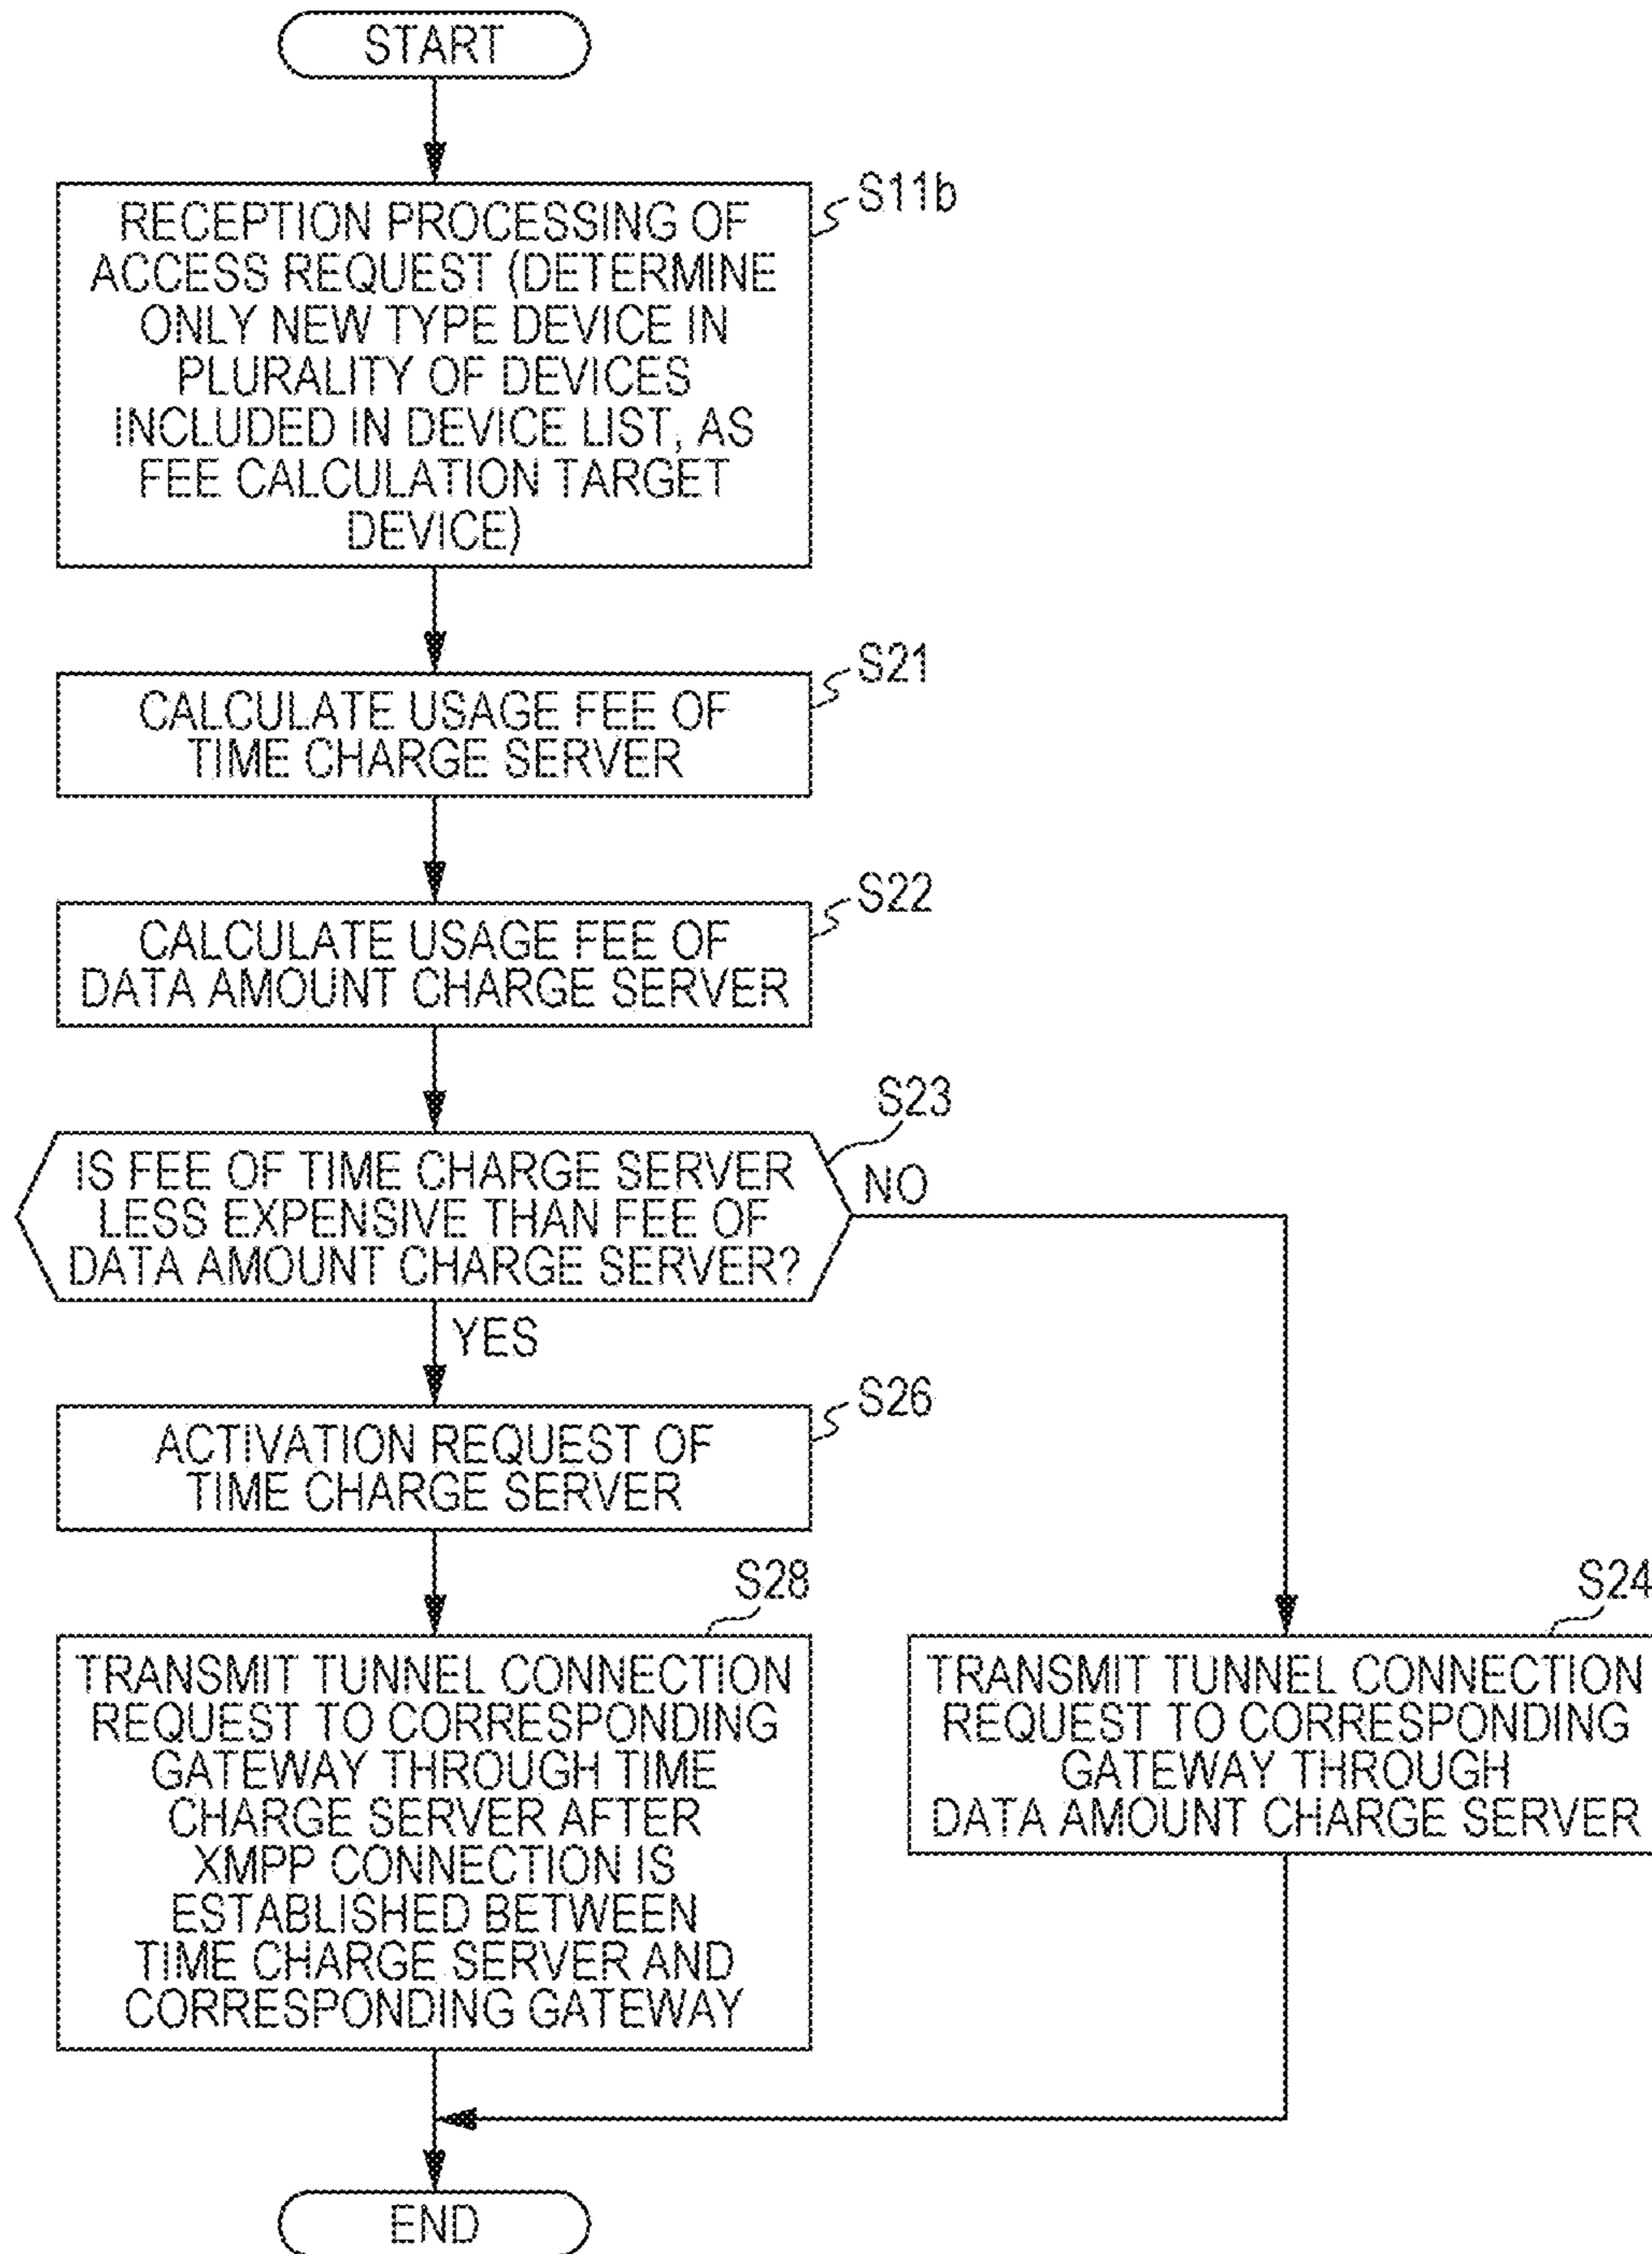 START
S11b
RECEPTION PROCESSING OF
ACCESS REQUEST (DETERMINE
ONLY NEW TYPE DEVICE IN
PLURALITY OF DEVICES
INCLUDED IN DEVICE LIST, AS
FEE CALCULATION TARGET
DEVICE)
S21
CALCULATE USAGE FEE OF
TIME CHARGE SERVER
S22
CALCULATE USAGE FEE OF
DATA AMOUNT CHARGE SERVER
S23
IS FEE OF TIME CHARGE SERVER
LESS EXPENSIVE THAN FEE OF
DATA AMOUNT CHARGE SERVER?
NO
YES
S26
ACTIVATION REQUEST OF
TIME CHARGE SERVER
S28
TRANSMIT TUNNEL CONNECTION
REQUEST TO CORRESPONDING
GATEWAY THROUGH TIME
CHARGE SERVER AFTER
XMPP CONNECTION IS
ESTABLISHED BETWEEN
TIME CHARGE SERVER AND
CORRESPONDING GATEWAY
S24
TRANSMIT TUNNEL CONNECTION
REQUEST TO CORRESPONDING
GATEWAY THROUGH
DATA AMOUNT CHARGE SERVER
END